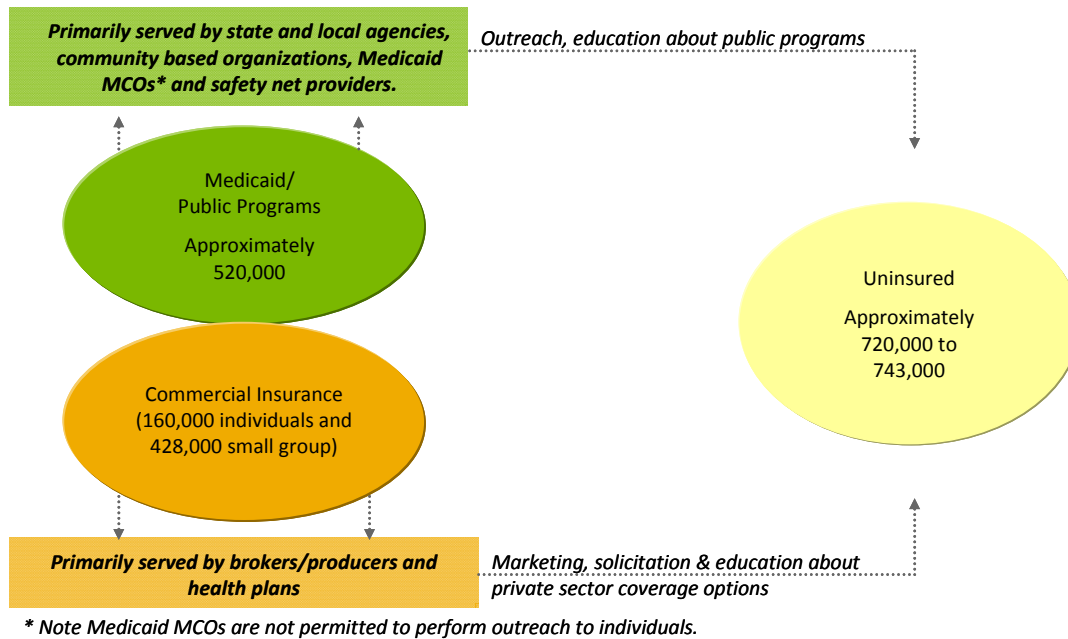 Primarily served by state and local agencies,
community based organizations, Medicaid
MCOs* and safety net providers.
Outreach, education about public programs
Medicaid/
Public Programs
Approximately
520,000
Uninsured
Approximately
720,000 to
743,000
Commercial Insurance
(160,000 individuals and
428,000 small group)
Primarily served by brokers/producers and
health plans
Marketing, solicitation & education about
private sector coverage options
* Note Medicaid MCOs are not permitted to perform outreach to individuals.